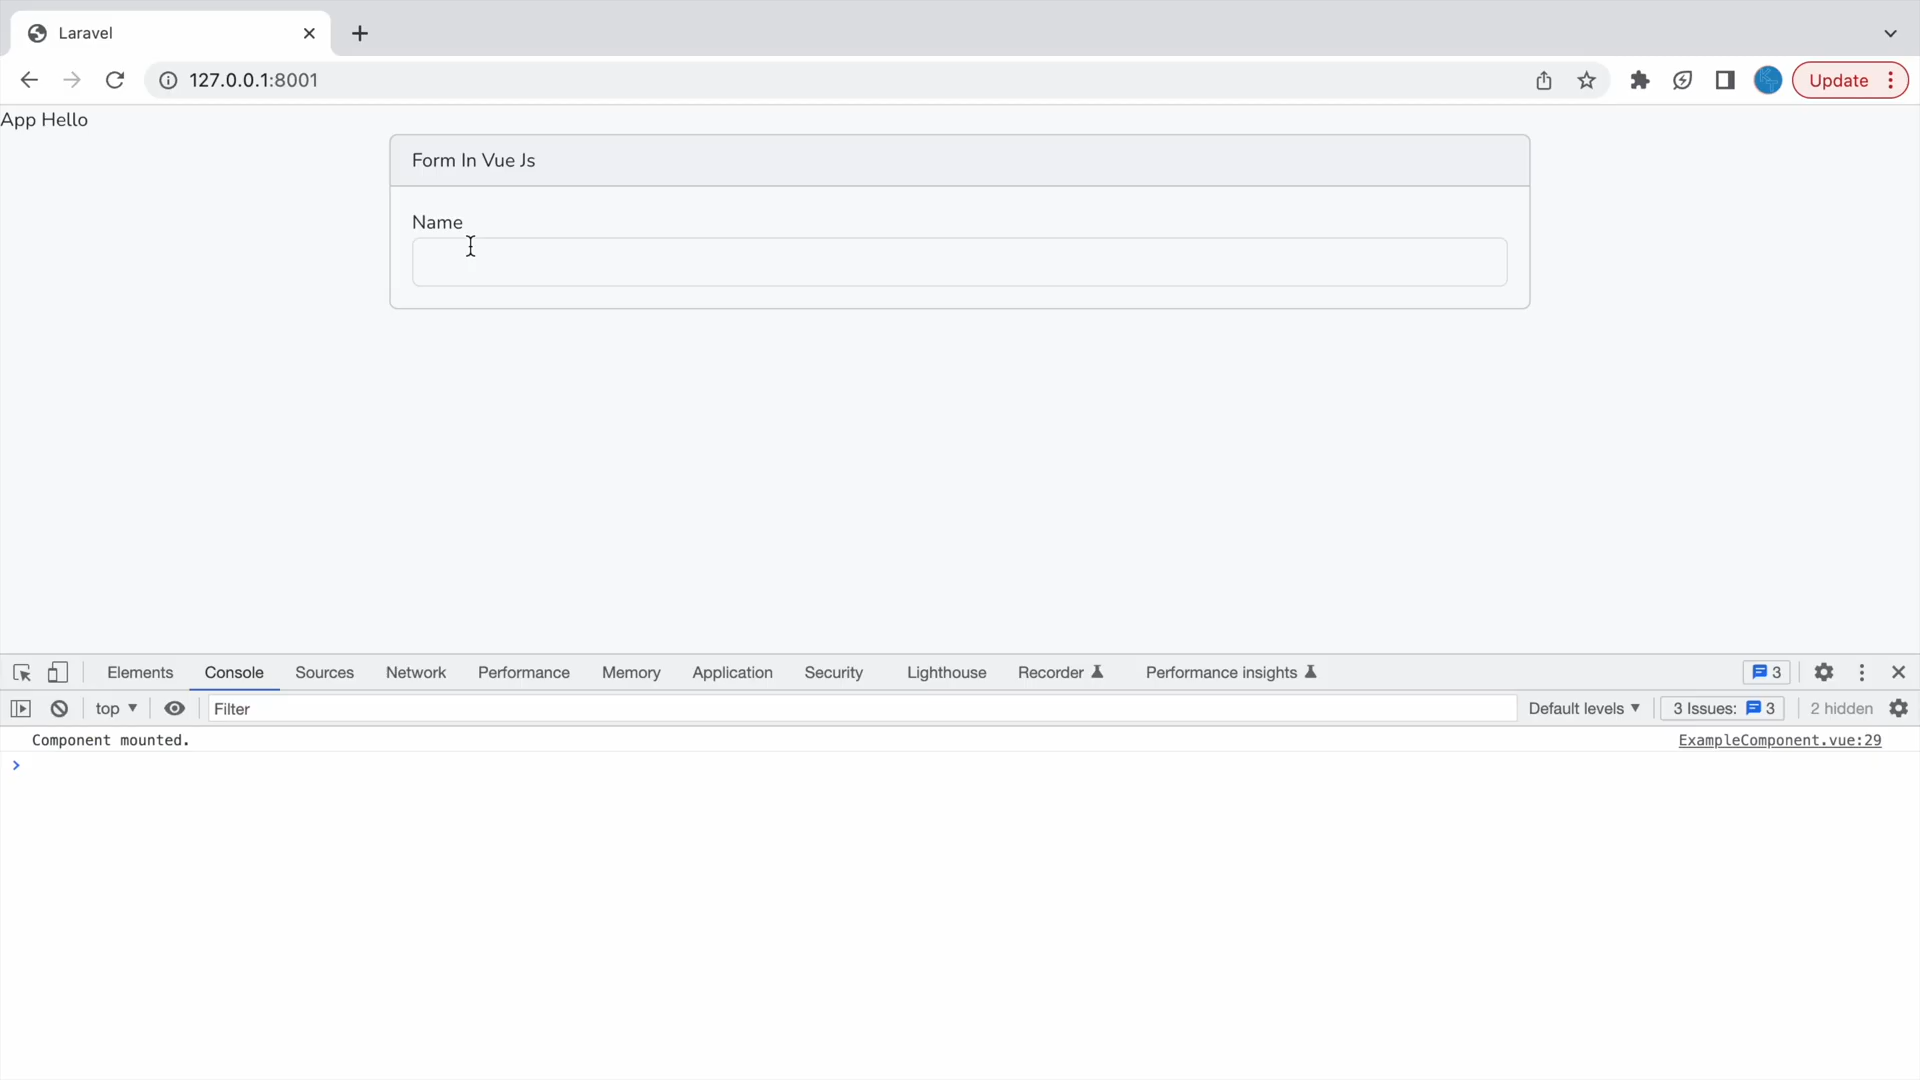 Laravel
127.0.0.1:8001
Update
App Hello
Form In Vue Js
Name
Elements Console Sources Network Performance Memory Application Security Lighthouse Recorder Performance insights 3
top Filter Default levels 3 Issues: 3 2 hidden
Component mounted. ExampleComponent.vue:29